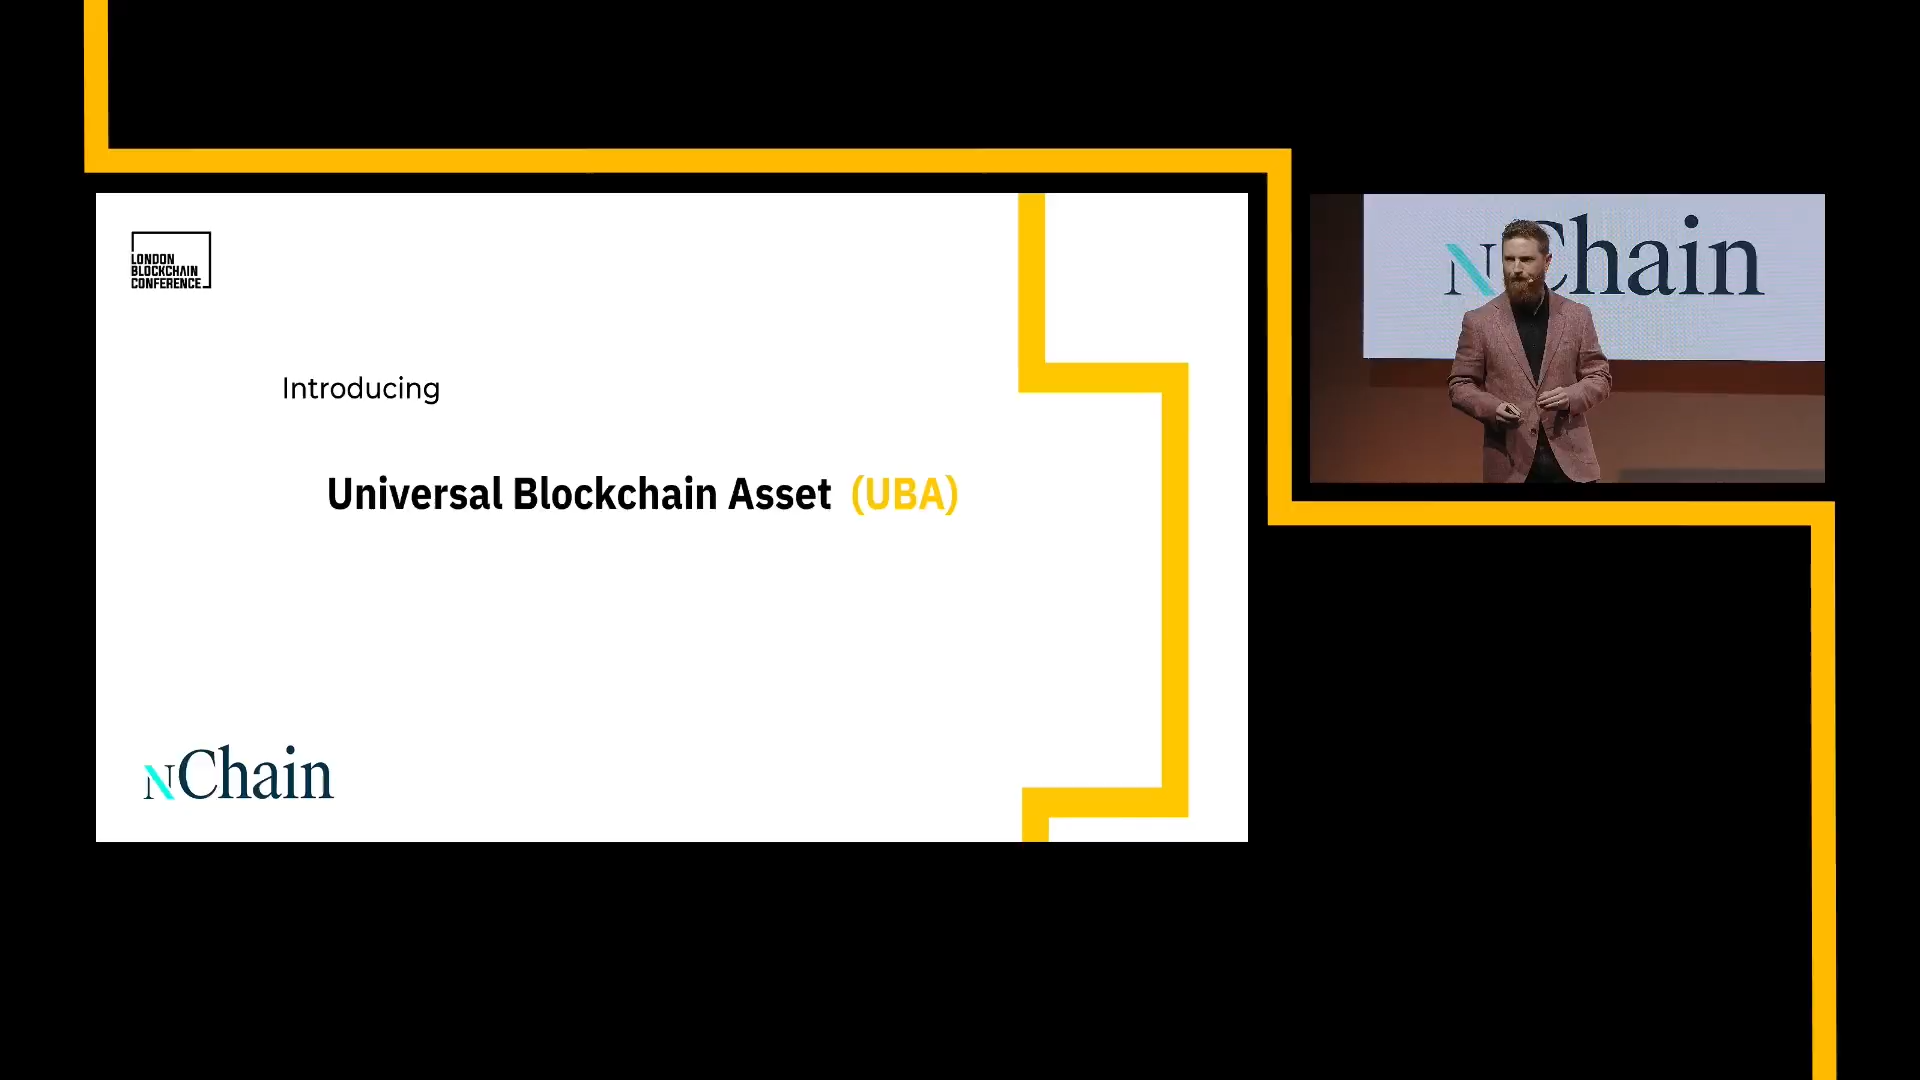 LONDON
BLOCKCHAIN
CONFERENCE
Introducing
Universal Blockchain Asset (UBA)
nChain
nChain